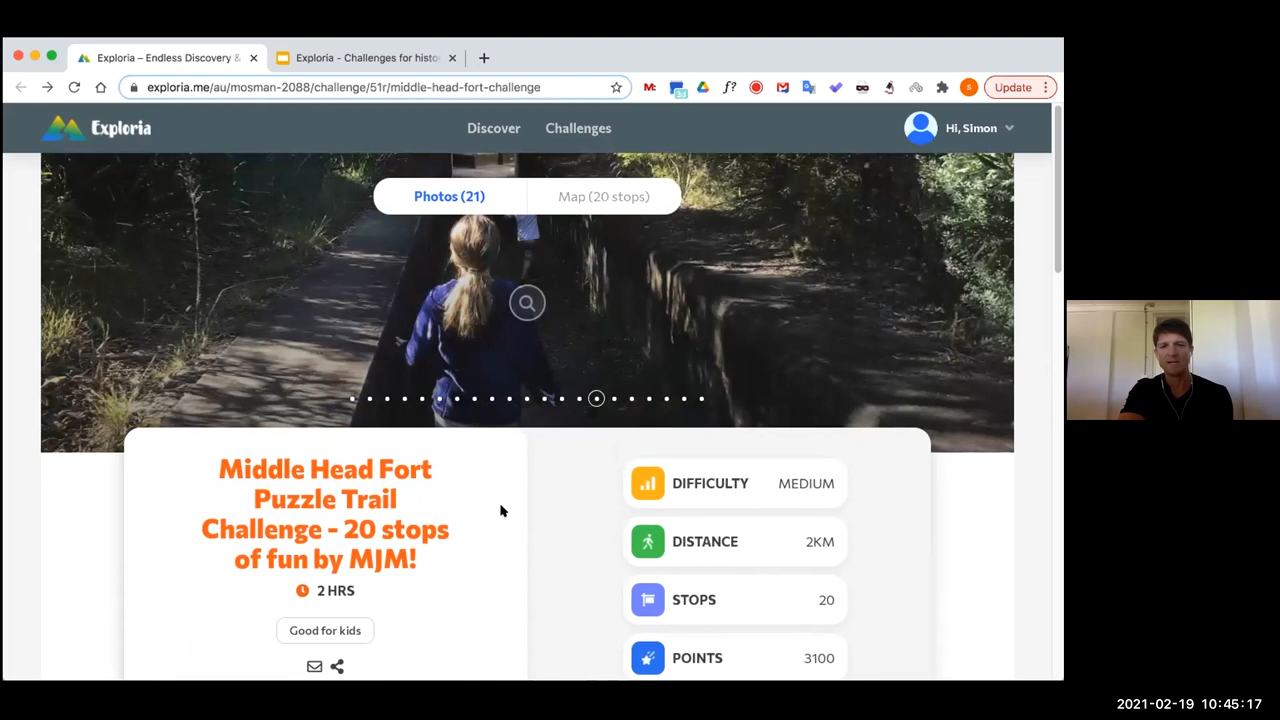 Exploria – Endless Discovery &
Exploria - Challenges for histo
exploria.me/au/mosman-2088/challenge/51r/middle-head-fort-challenge
M:
31
f?
S
Update
Exploria
Discover
Challenges
Hi, Simon
Photos (21)
Map (20 stops)
Middle Head Fort
Puzzle Trail
Challenge - 20 stops
of fun by MJM!
2 HRS
Good for kids
DIFFICULTY
MEDIUM
DISTANCE
2KM
STOPS
20
POINTS
3100
2021-02-19 10:45:17